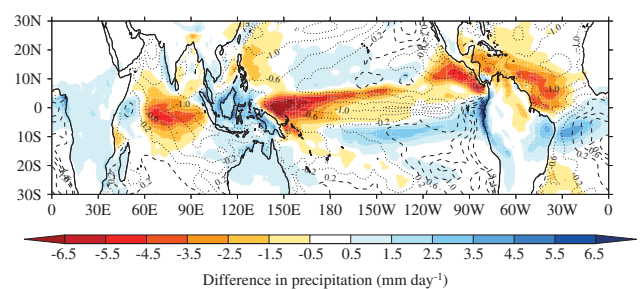 30N
20N
10N
0
10S
20S
30S
0 30E 60E 90E 120E 150E 180 150W 120W 90W 60W 30W 0
-6.5 -5.5 -4.5 -3.5 -2.5 -1.5 -0.5 0.5 1.5 2.5 3.5 4.5 5.5 6.5
Difference in precipitation (mm day-1)